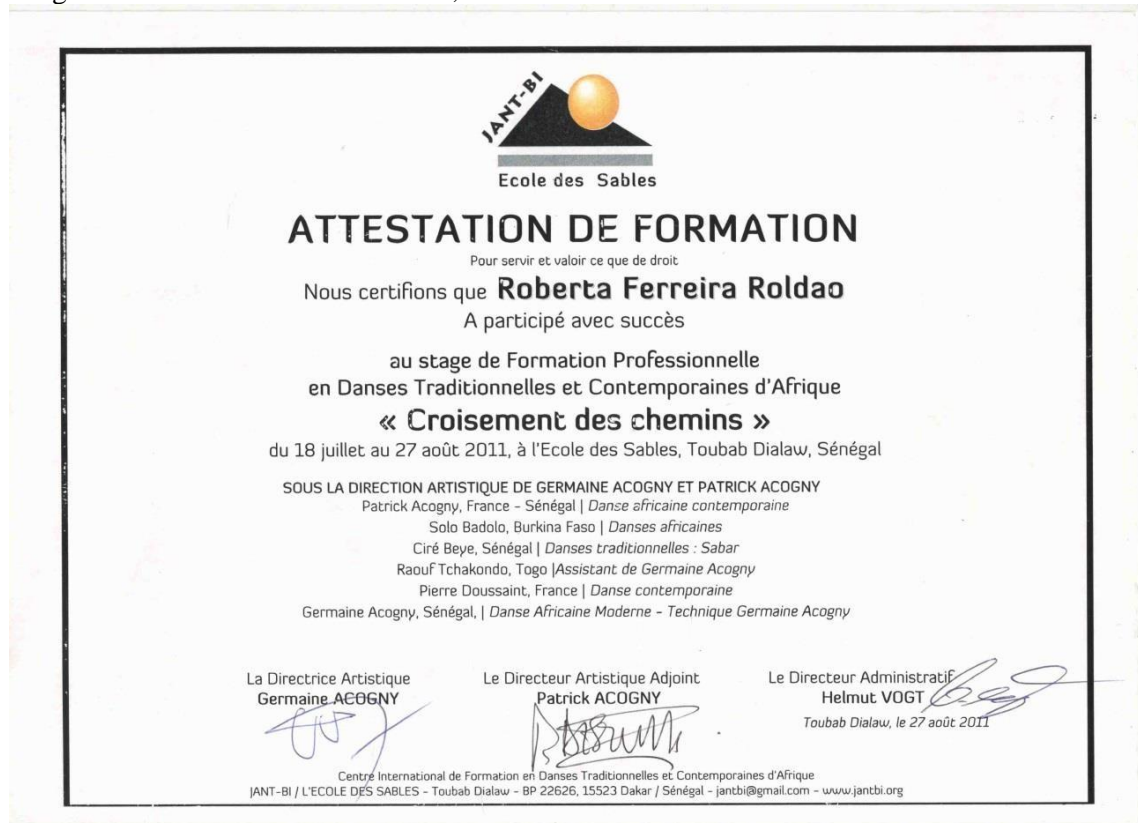 JANT-BI
Ecole des Sables
ATTESTATION DE FORMATION
Pour servir et valoir ce que de droit
Nous certifions que Roberta Ferreira Roldao
A participé avec succès
au stage de Formation Professionnelle
en Danses Traditionnelles et Contemporaines d'Afrique
« Croisement des chemins »
du 18 juillet au 27 août 2011, à l'Ecole des Sables, Toubab Dialaw, Sénégal
SOUS LA DIRECTION ARTISTIQUE DE GERMAINE ACOGNY ET PATRICK ACOGNY
Patrick Acogny, France - Sénégal | Danse africaine contemporaine
Solo Badolo, Burkina Faso | Danses africaines
Ciré Beye, Sénégal | Danses traditionnelles : Sabar
Raouf Tchakondo, Togo |Assistant de Germaine Acogny
Pierre Doussaint, France | Danse contemporaine
Germaine Acogny, Sénégal, | Danse Africaine Moderne - Technique Germaine Acogny
La Directrice Artistique Le Directeur Artistique Adjoint Le Directeur Administratif
Germaine ACOGNY Patrick ACOGNY Helmut VOGT
Toubab Dialaw, le 27 août 2011
Centre International de Formation en Danses Traditionnelles et Contemporaines d'Afrique
JANT-BI / L'ECOLE DES SABLES - Toubab Dialaw - BP 22626, 15523 Dakar / Sénégal - jantbi@gmail.com - www.jantbi.org